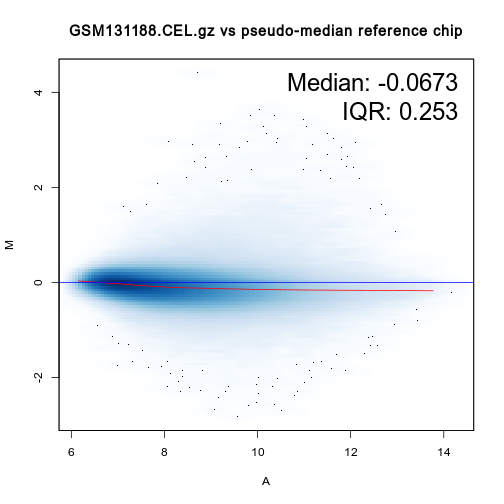 GSM131188.CEL.gz vs pseudo-median reference chip
Median: -0.0673
IQR: 0.253
4
2
0
-2
M
6 8 10 12 14
A